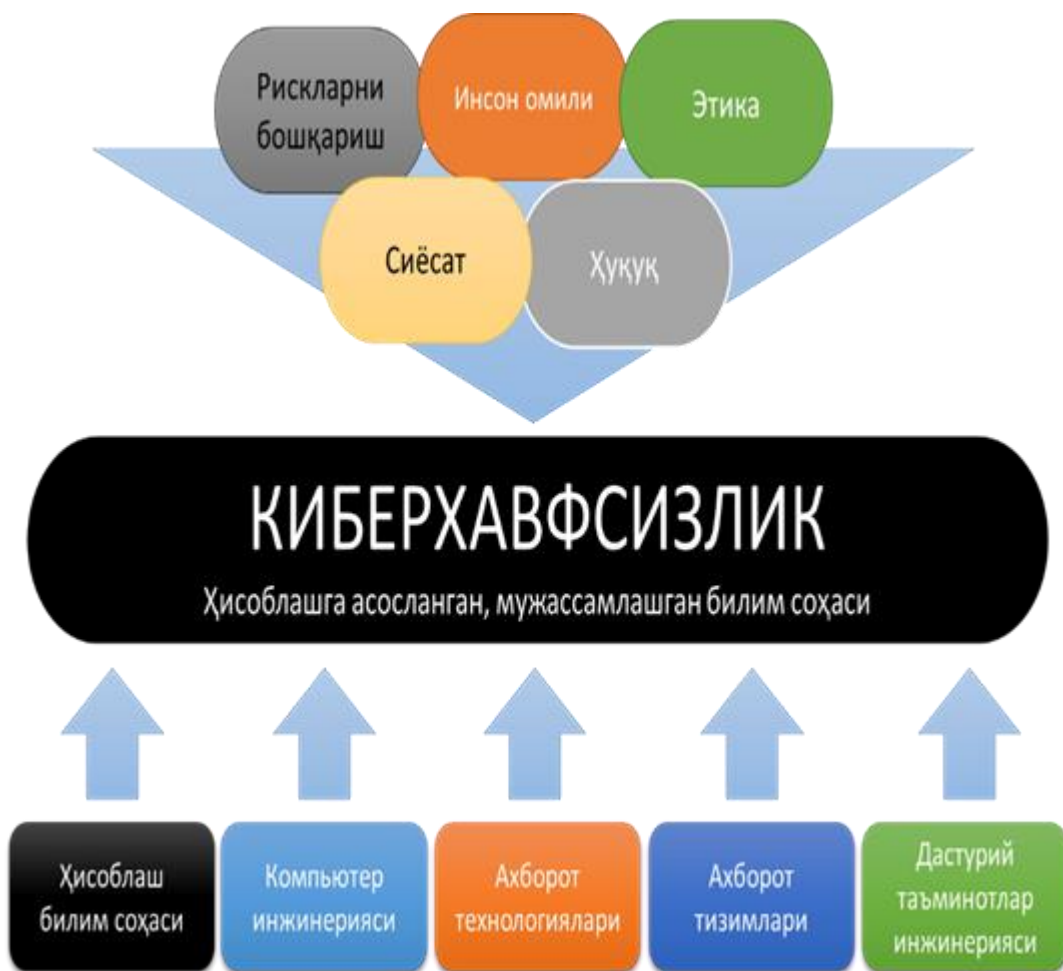 Рискларни
бошқариш
Инсон омили
Этика
Сиёсат
Ҳуқуқ
КИБЕРХАВФСИЗЛИК
Ҳисоблашга асосланган, мужассамлашган билим соҳаси
Ҳисоблаш
билим соҳаси
Компьютер
инжинерияси
Ахборот
технологиялари
Ахборот
тизимлари
Дастурий
таъминотлар
инжинерияси